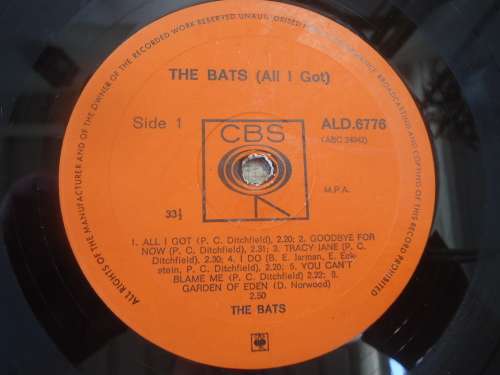 ALL RIGHTS OF THE MANUFACTURER AND OF THE OWNER OF THE RECORDED WORK RESERVED UNAUTHORISED BROADCASTING AND COPYING OF THIS RECORD PROHIBITED
THE BATS (All I Got)
Side 1
CBS
ALD.6776
M.P.A.
33⅓
1. ALL I GOT (P. C. Ditchfield), 2.20; 2. GOODBYE FOR
NOW (P. C. Ditchfield), 2.31; 3. TRACY JANE (P. C.
Ditchfield), 2.30; 4. I DO (B. E. Jarman, E. Eck-
stein, P. C. Ditchfield) 2.20; 5. YOU CAN'T
BLAME ME (P. C. Ditchfield) 2.22; 6.
GARDEN OF EDEN (D. Norwood)
2.50
THE BATS
CBS